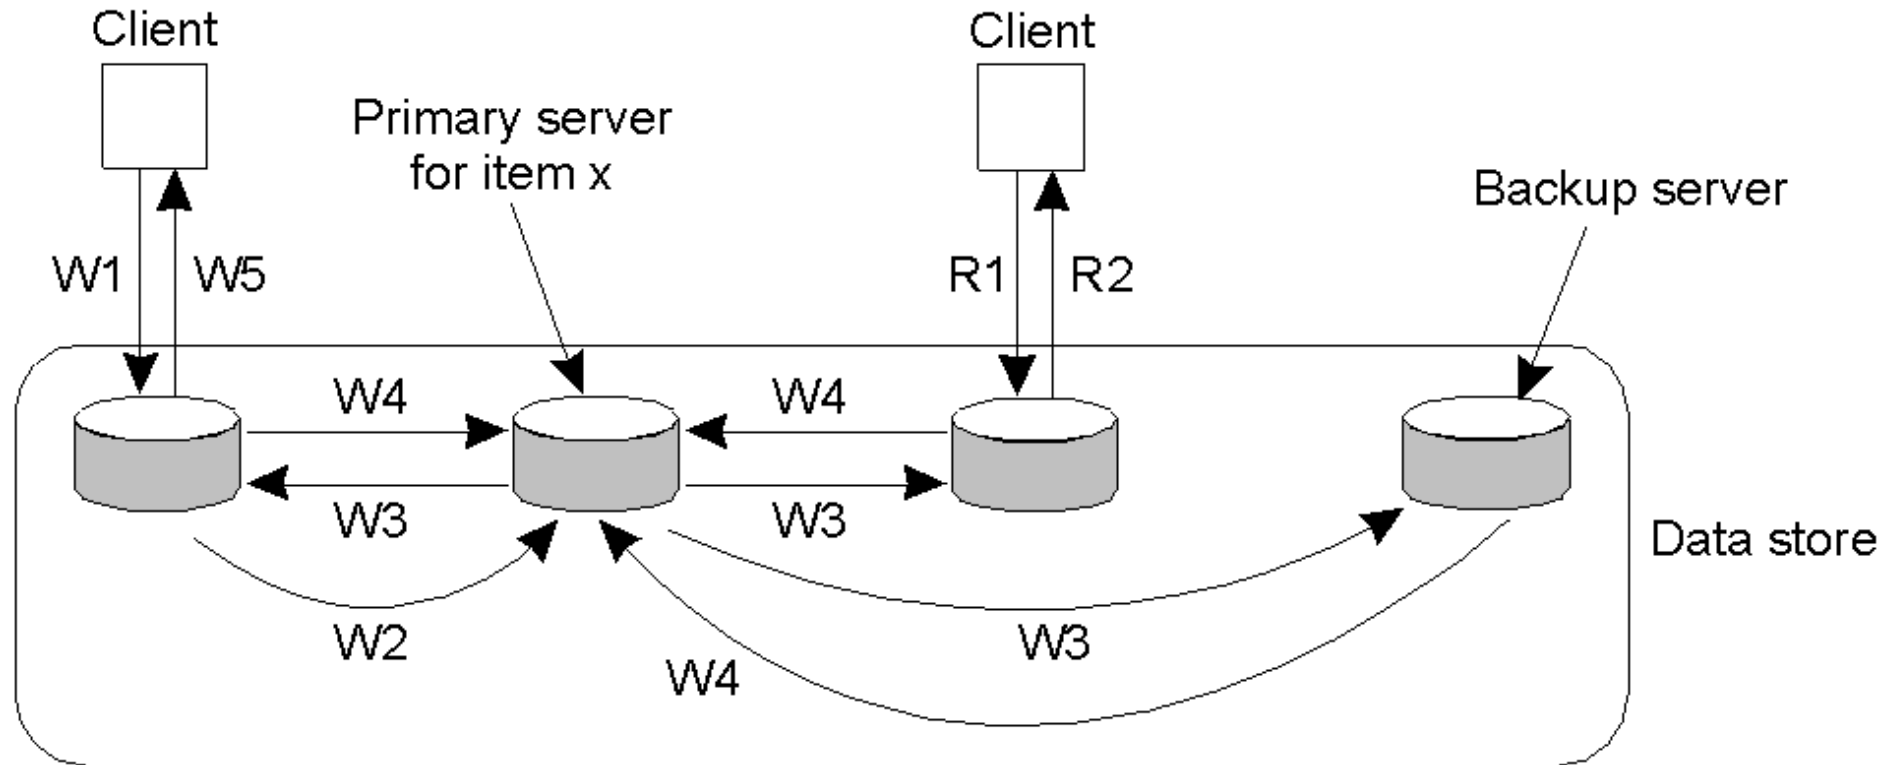 Client
Client
Primary server
for item x
Backup server
W1
W5
R1
R2
W4
W4
W3
W3
Data store
W2
W3
W4